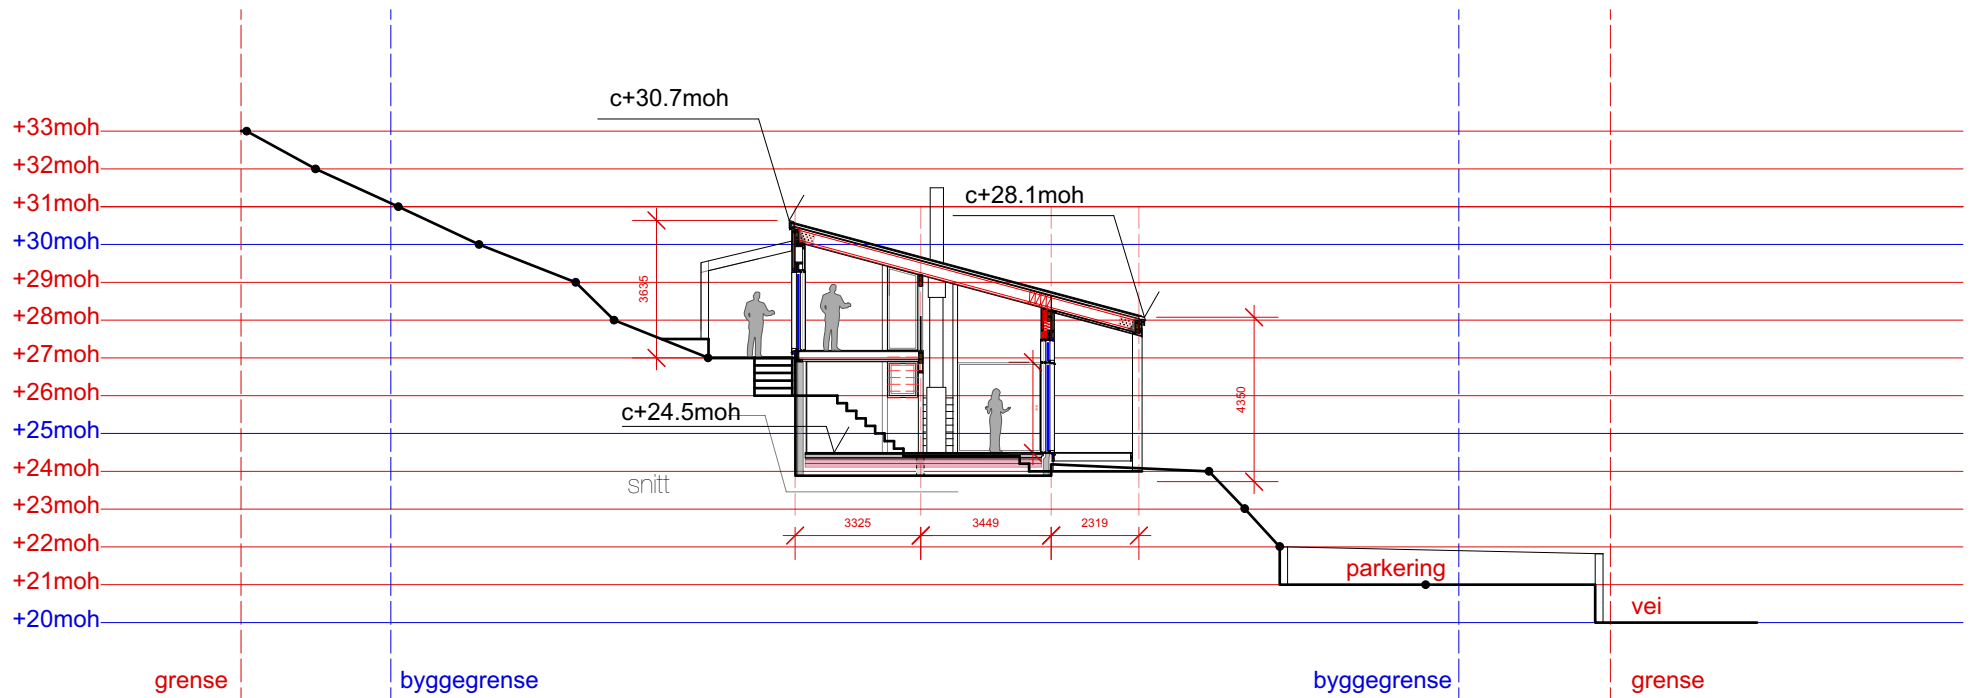 c+30.7moh
+33moh
+32moh
c+28.1moh
+31moh
+30moh
+29moh
3635
+28moh
+27moh
+26moh
4350
c+24.5moh
+25moh
+24moh
snitt
+23moh
3325 3449 2319
+22moh
parkering
+21moh
vei
+20moh
grense byggegrense byggegrense grense